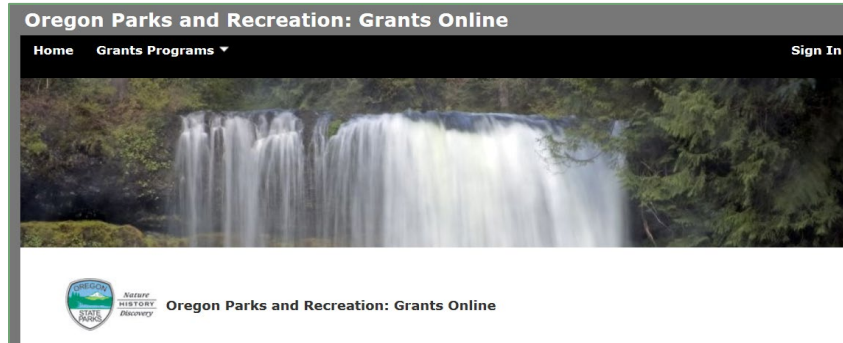 Oregon Parks and Recreation: Grants Online
Home Grants Programs ▼ Sign In
OREGON
STATE
PARKS
Nature
HISTORY
Discovery
Oregon Parks and Recreation: Grants Online